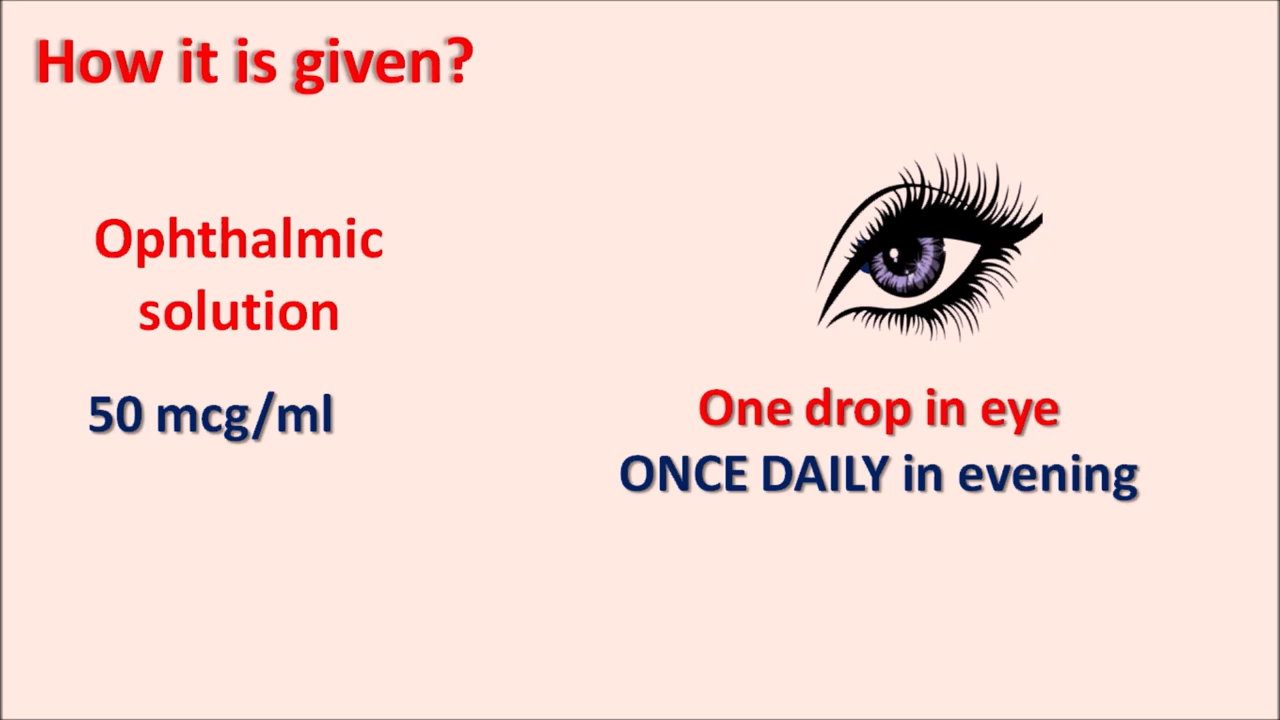 How it is given?
Ophthalmic
solution
50 mcg/ml
One drop in eye
ONCE DAILY in evening